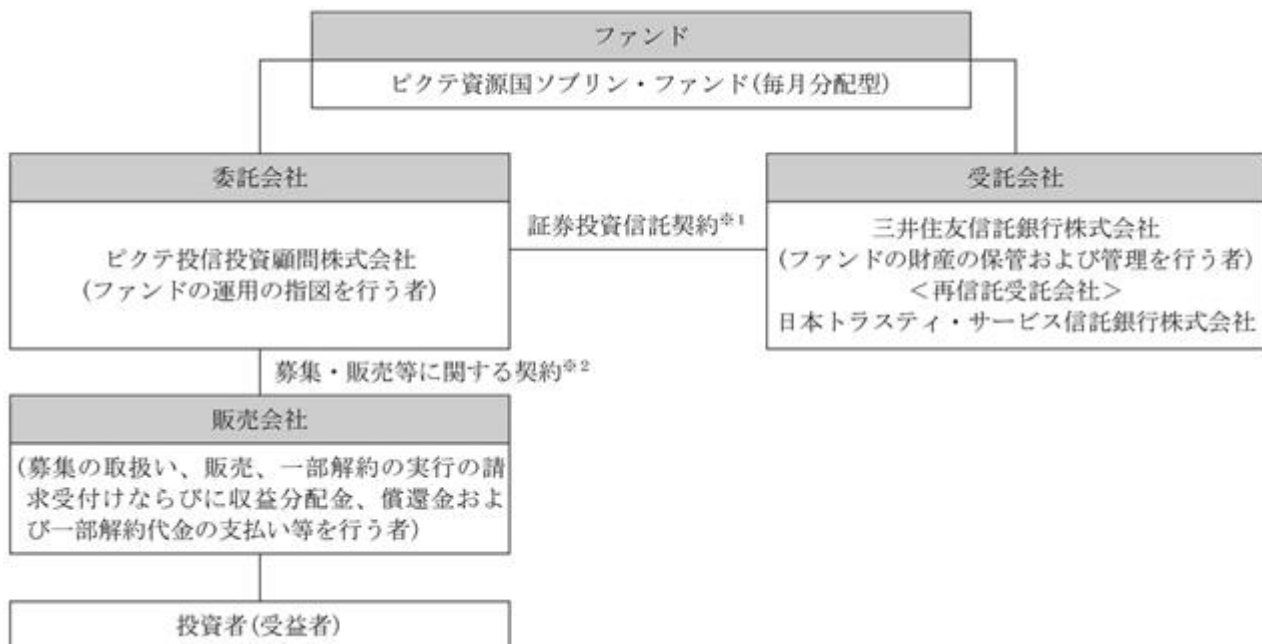 ファンド
ピクテ資源国ソブリン・ファンド(毎月分配型)
委託会社
ピクテ投信投資顧問株式会社
(ファンドの運用の指図を行う者)
証券投資信託契約※1
受託会社
三井住友信託銀行株式会社
(ファンドの財産の保管および管理を行う者)
＜再信託受託会社＞
日本トラスティ・サービス信託銀行株式会社
募集・販売等に関する契約※2
販売会社
(募集の取扱い、販売、一部解約の実行の請
求受付けならびに収益分配金、償還金およ
び一部解約代金の支払い等を行う者)
投資者(受益者)